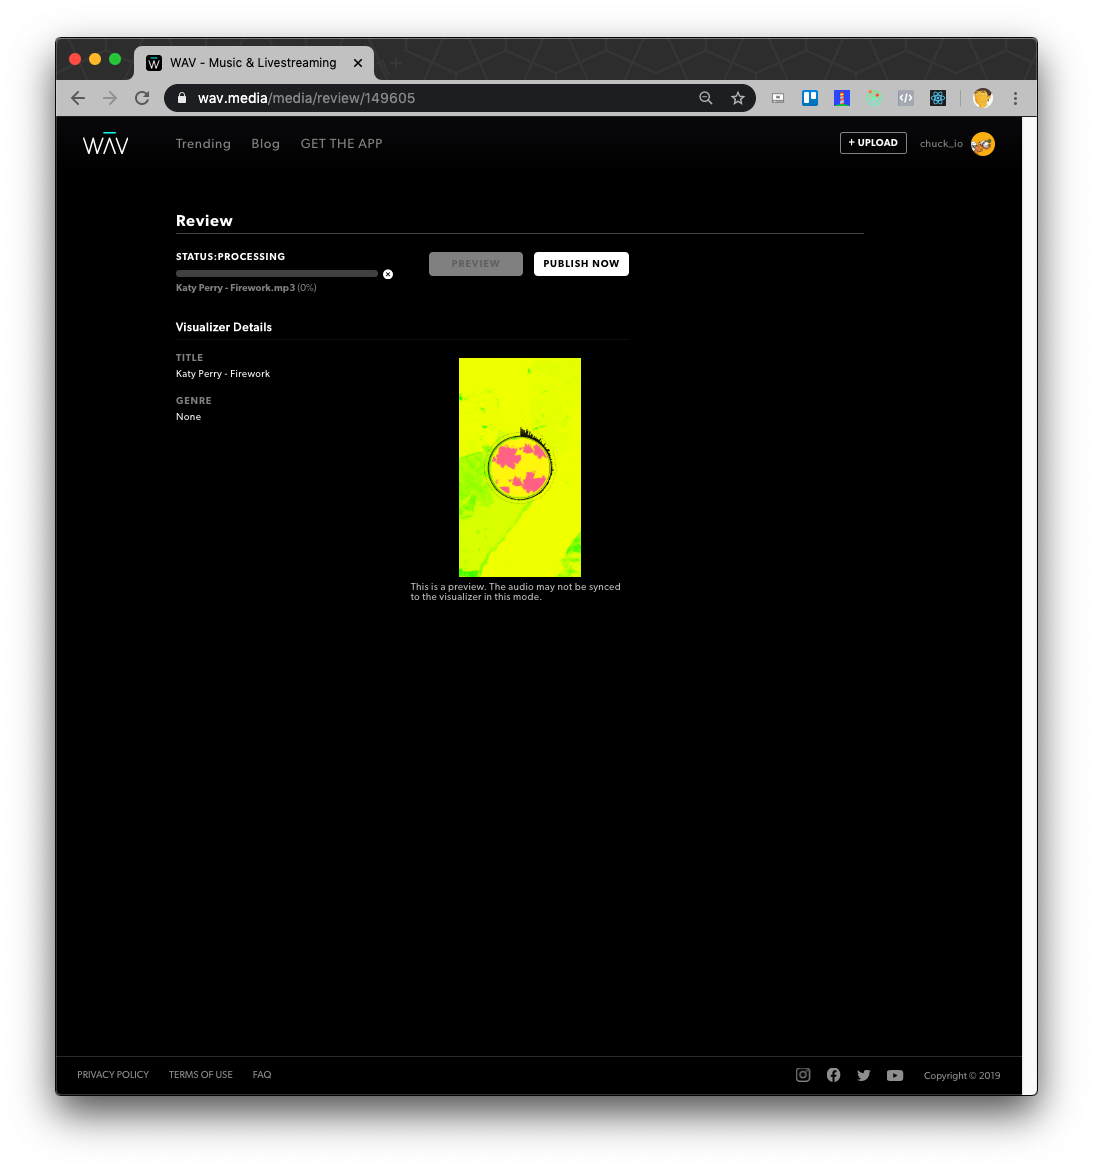 WAV - Music & Livestreaming
wav.media/media/review/149605
WAV
Trending Blog GET THE APP
+ UPLOAD chuck_io
Review
STATUS:PROCESSING
PREVIEW PUBLISH NOW
Katy Perry - Firework.mp3 (0%)
Visualizer Details
TITLE
Katy Perry - Firework
GENRE
None
This is a preview. The audio may not be synced
to the visualizer in this mode.
PRIVACY POLICY TERMS OF USE FAQ
Copyright © 2019